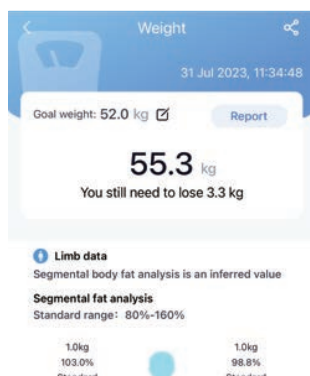 Weight
31 Jul 2023, 11:34:48
Goal weight: 52.0 kg
Report
55.3 kg
You still need to lose 3.3 kg
Limb data
Segmental body fat analysis is an inferred value
Segmental fat analysis
Standard range: 80%-160%
1.0kg 1.0kg
103.0% 98.8%
Standard Standard